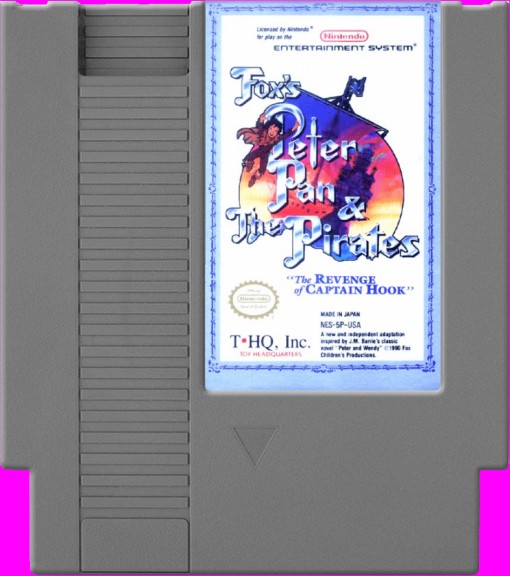 Licensed by Nintendo®
for play on the
Nintendo
ENTERTAINMENT SYSTEM®
Fox's
Peter
Pan &
The Pirates
"The REVENGE
of CAPTAIN HOOK"
Nintendo
MADE IN JAPAN
NES-5P-USA
A new and independent adaptation
inspired by J.M. Barrie's classic
novel "Peter and Wendy" ©1990 Fox
Children's Productions.
T•HQ, Inc.
TOY HEADQUARTERS